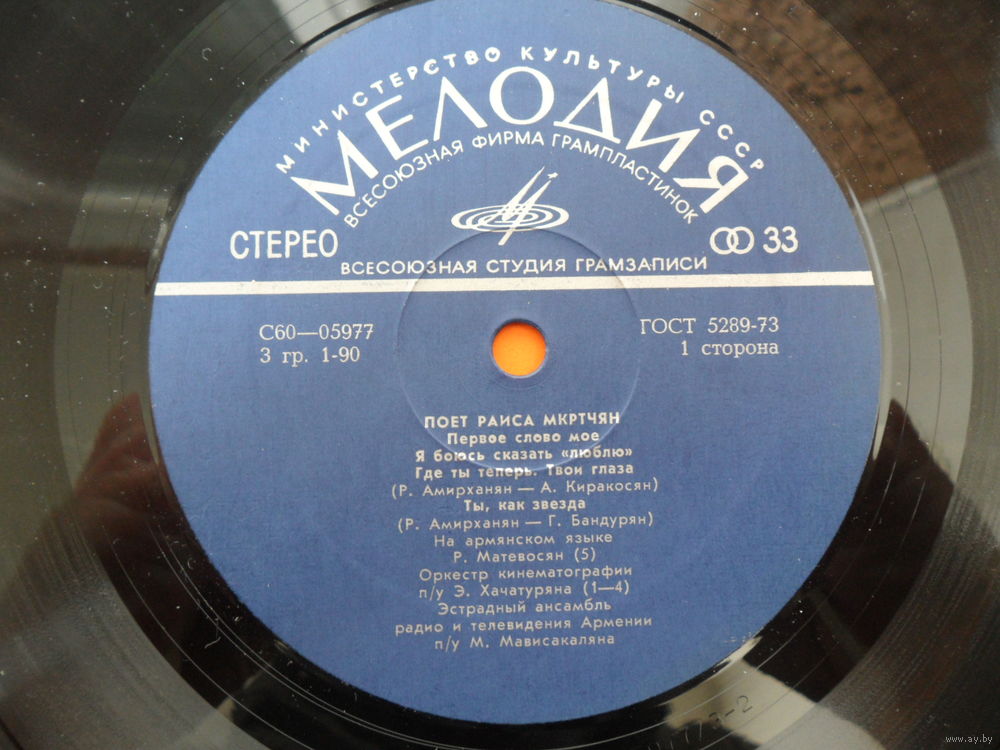 МИНИСТЕРСТВО КУЛЬТУРЫ СССР
МЕЛОДИЯ
ВСЕСОЮЗНАЯ ФИРМА ГРАМПЛАСТИНОК
СТЕРЕО
33
ВСЕСОЮЗНАЯ СТУДИЯ ГРАМЗАПИСИ
С60—05977
3 гр. 1-90
ГОСТ 5289-73
1 сторона
ПОЕТ РАИСА МКРТЧЯН
Первое слово мое
Я боюсь сказать «люблю»
Где ты теперь. Твои глаза
(Р. Амирханян — А. Киракосян)
Ты, как звезда
(Р. Амирханян — Г. Бандурян)
На армянском языке
Р. Матевосян (5)
Оркестр кинематографии
п/у Э. Хачатуряна (1—4)
Эстрадный ансамбль
радио и телевидения Армении
п/у М. Мависакаляна
www.ay.by